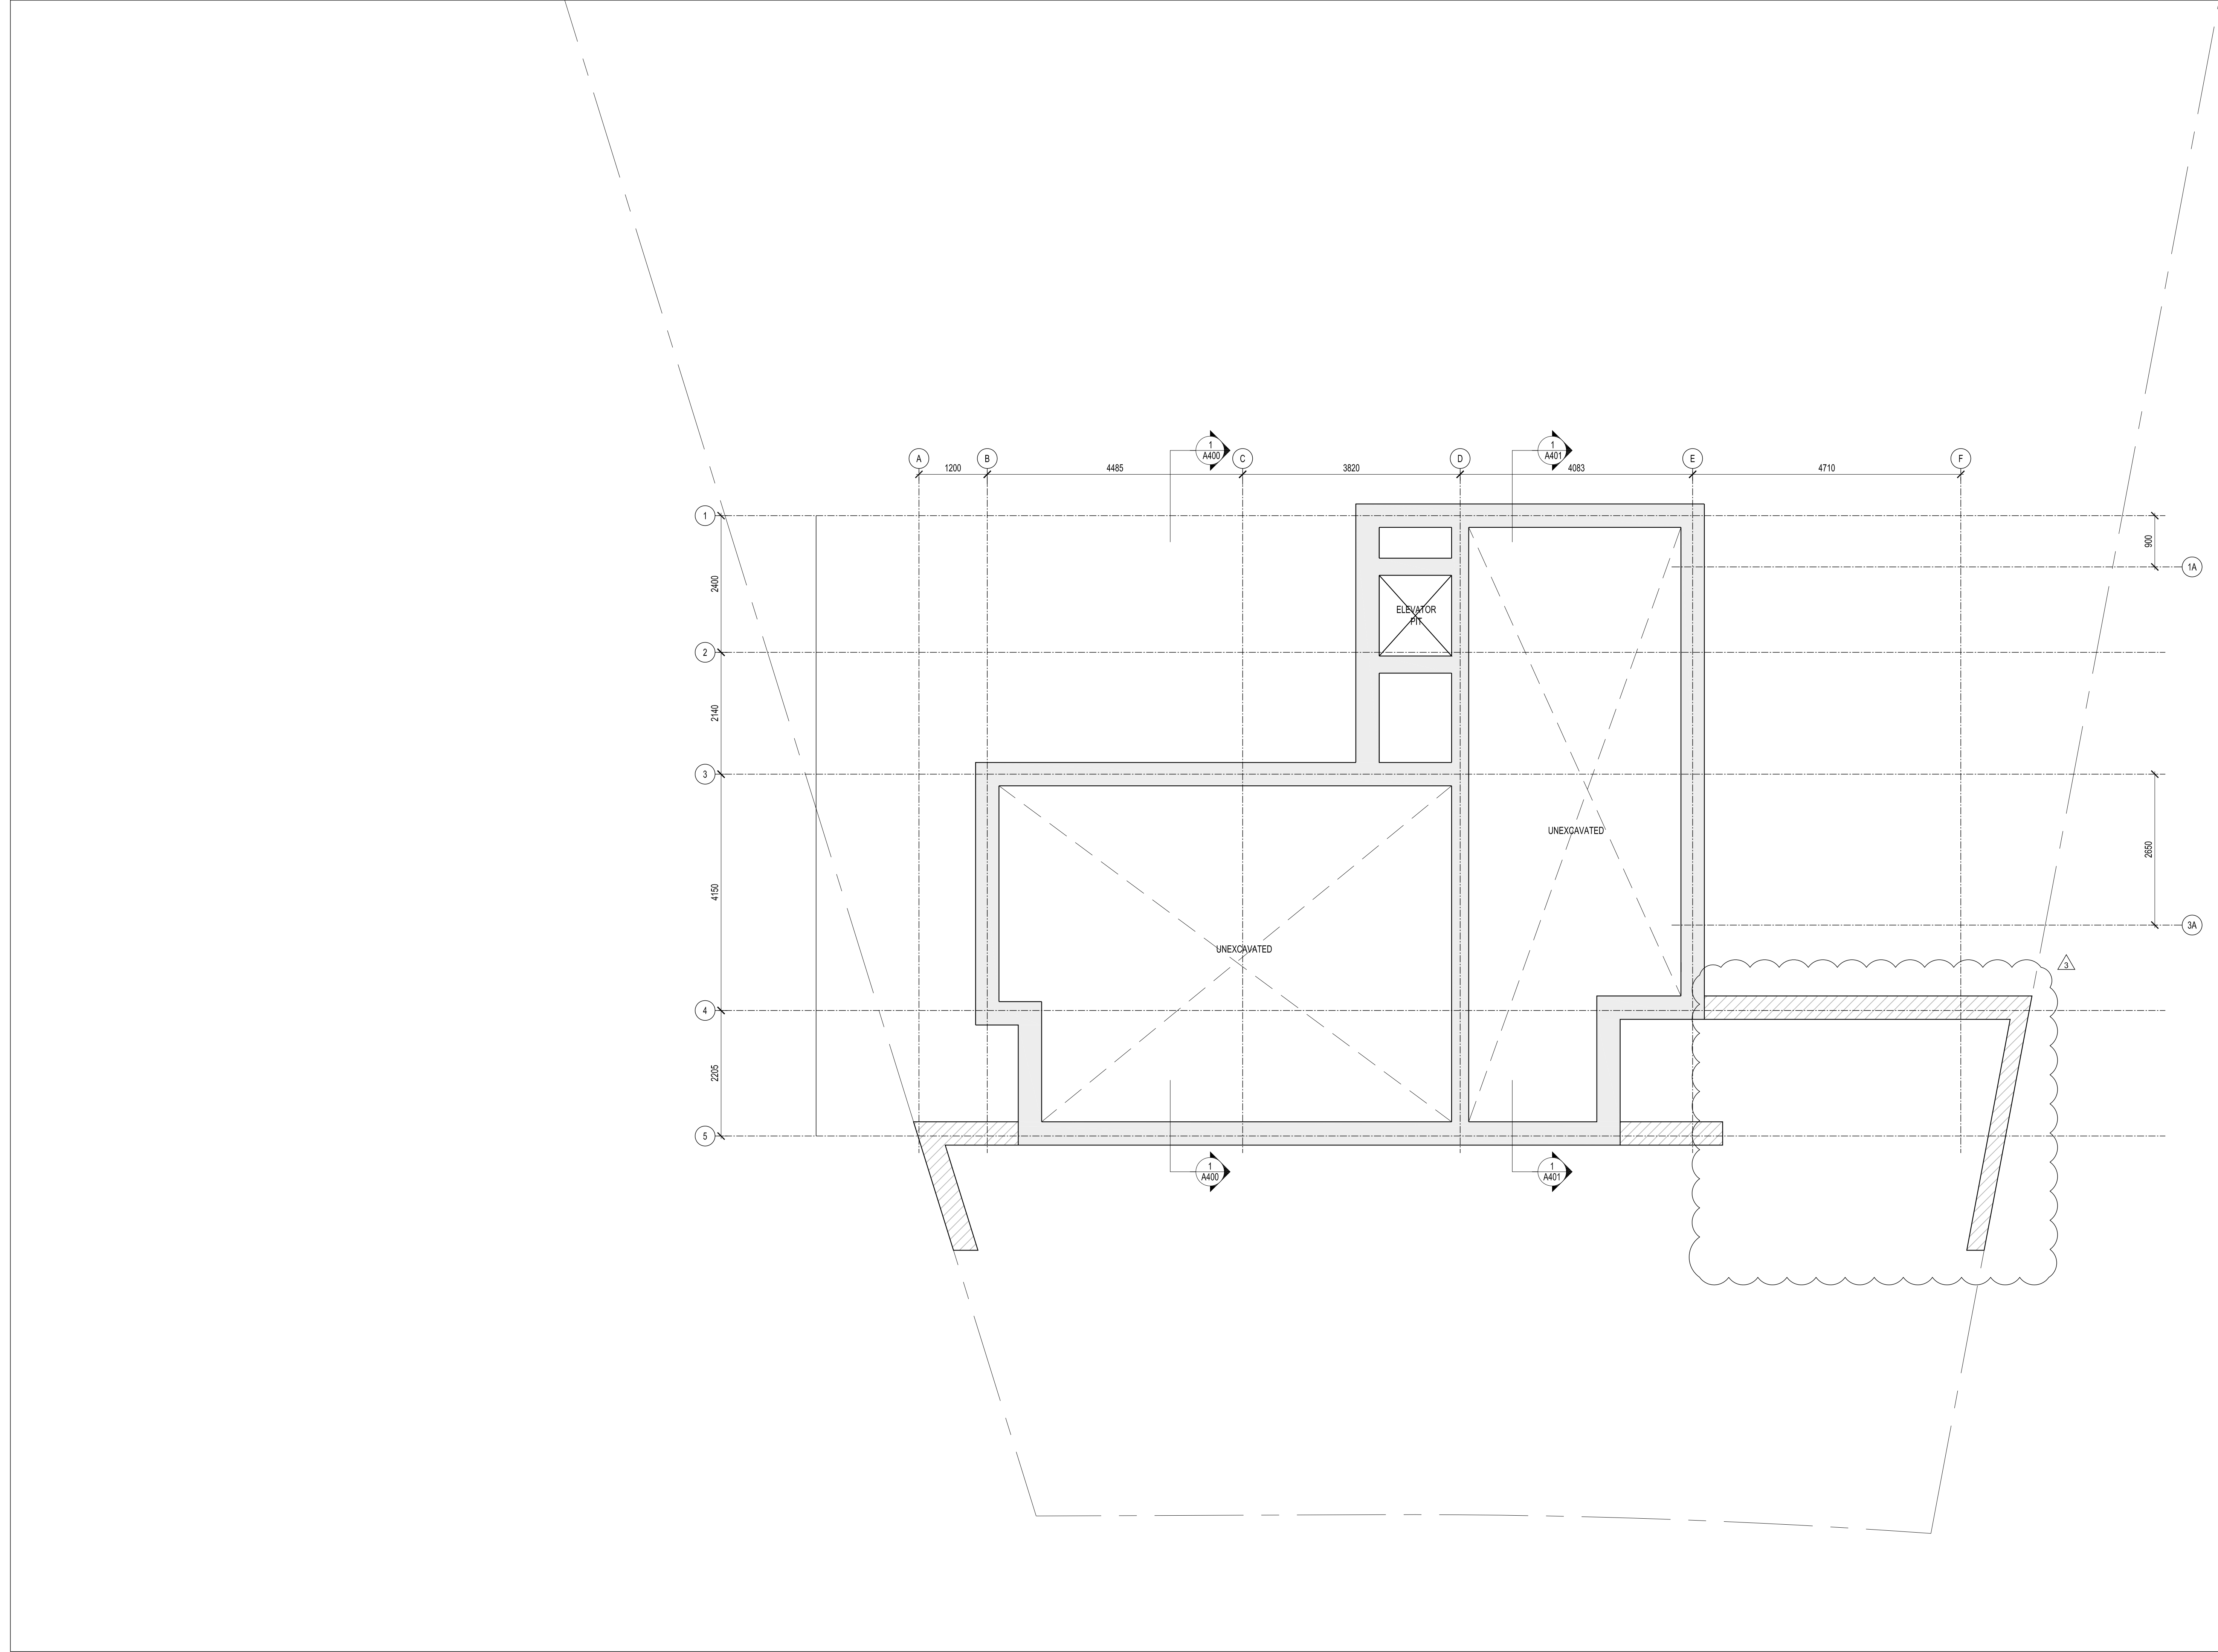 1
A400
1
A401
A
B
C
D
E
F
1200
4485
3820
4083
4710
1
900
1A
2400
ELEVATOR
PIT
2
2140
3
UNEXCAVATED
2650
4150
3A
UNEXCAVATED
3
4
2205
5
1
A400
1
A401